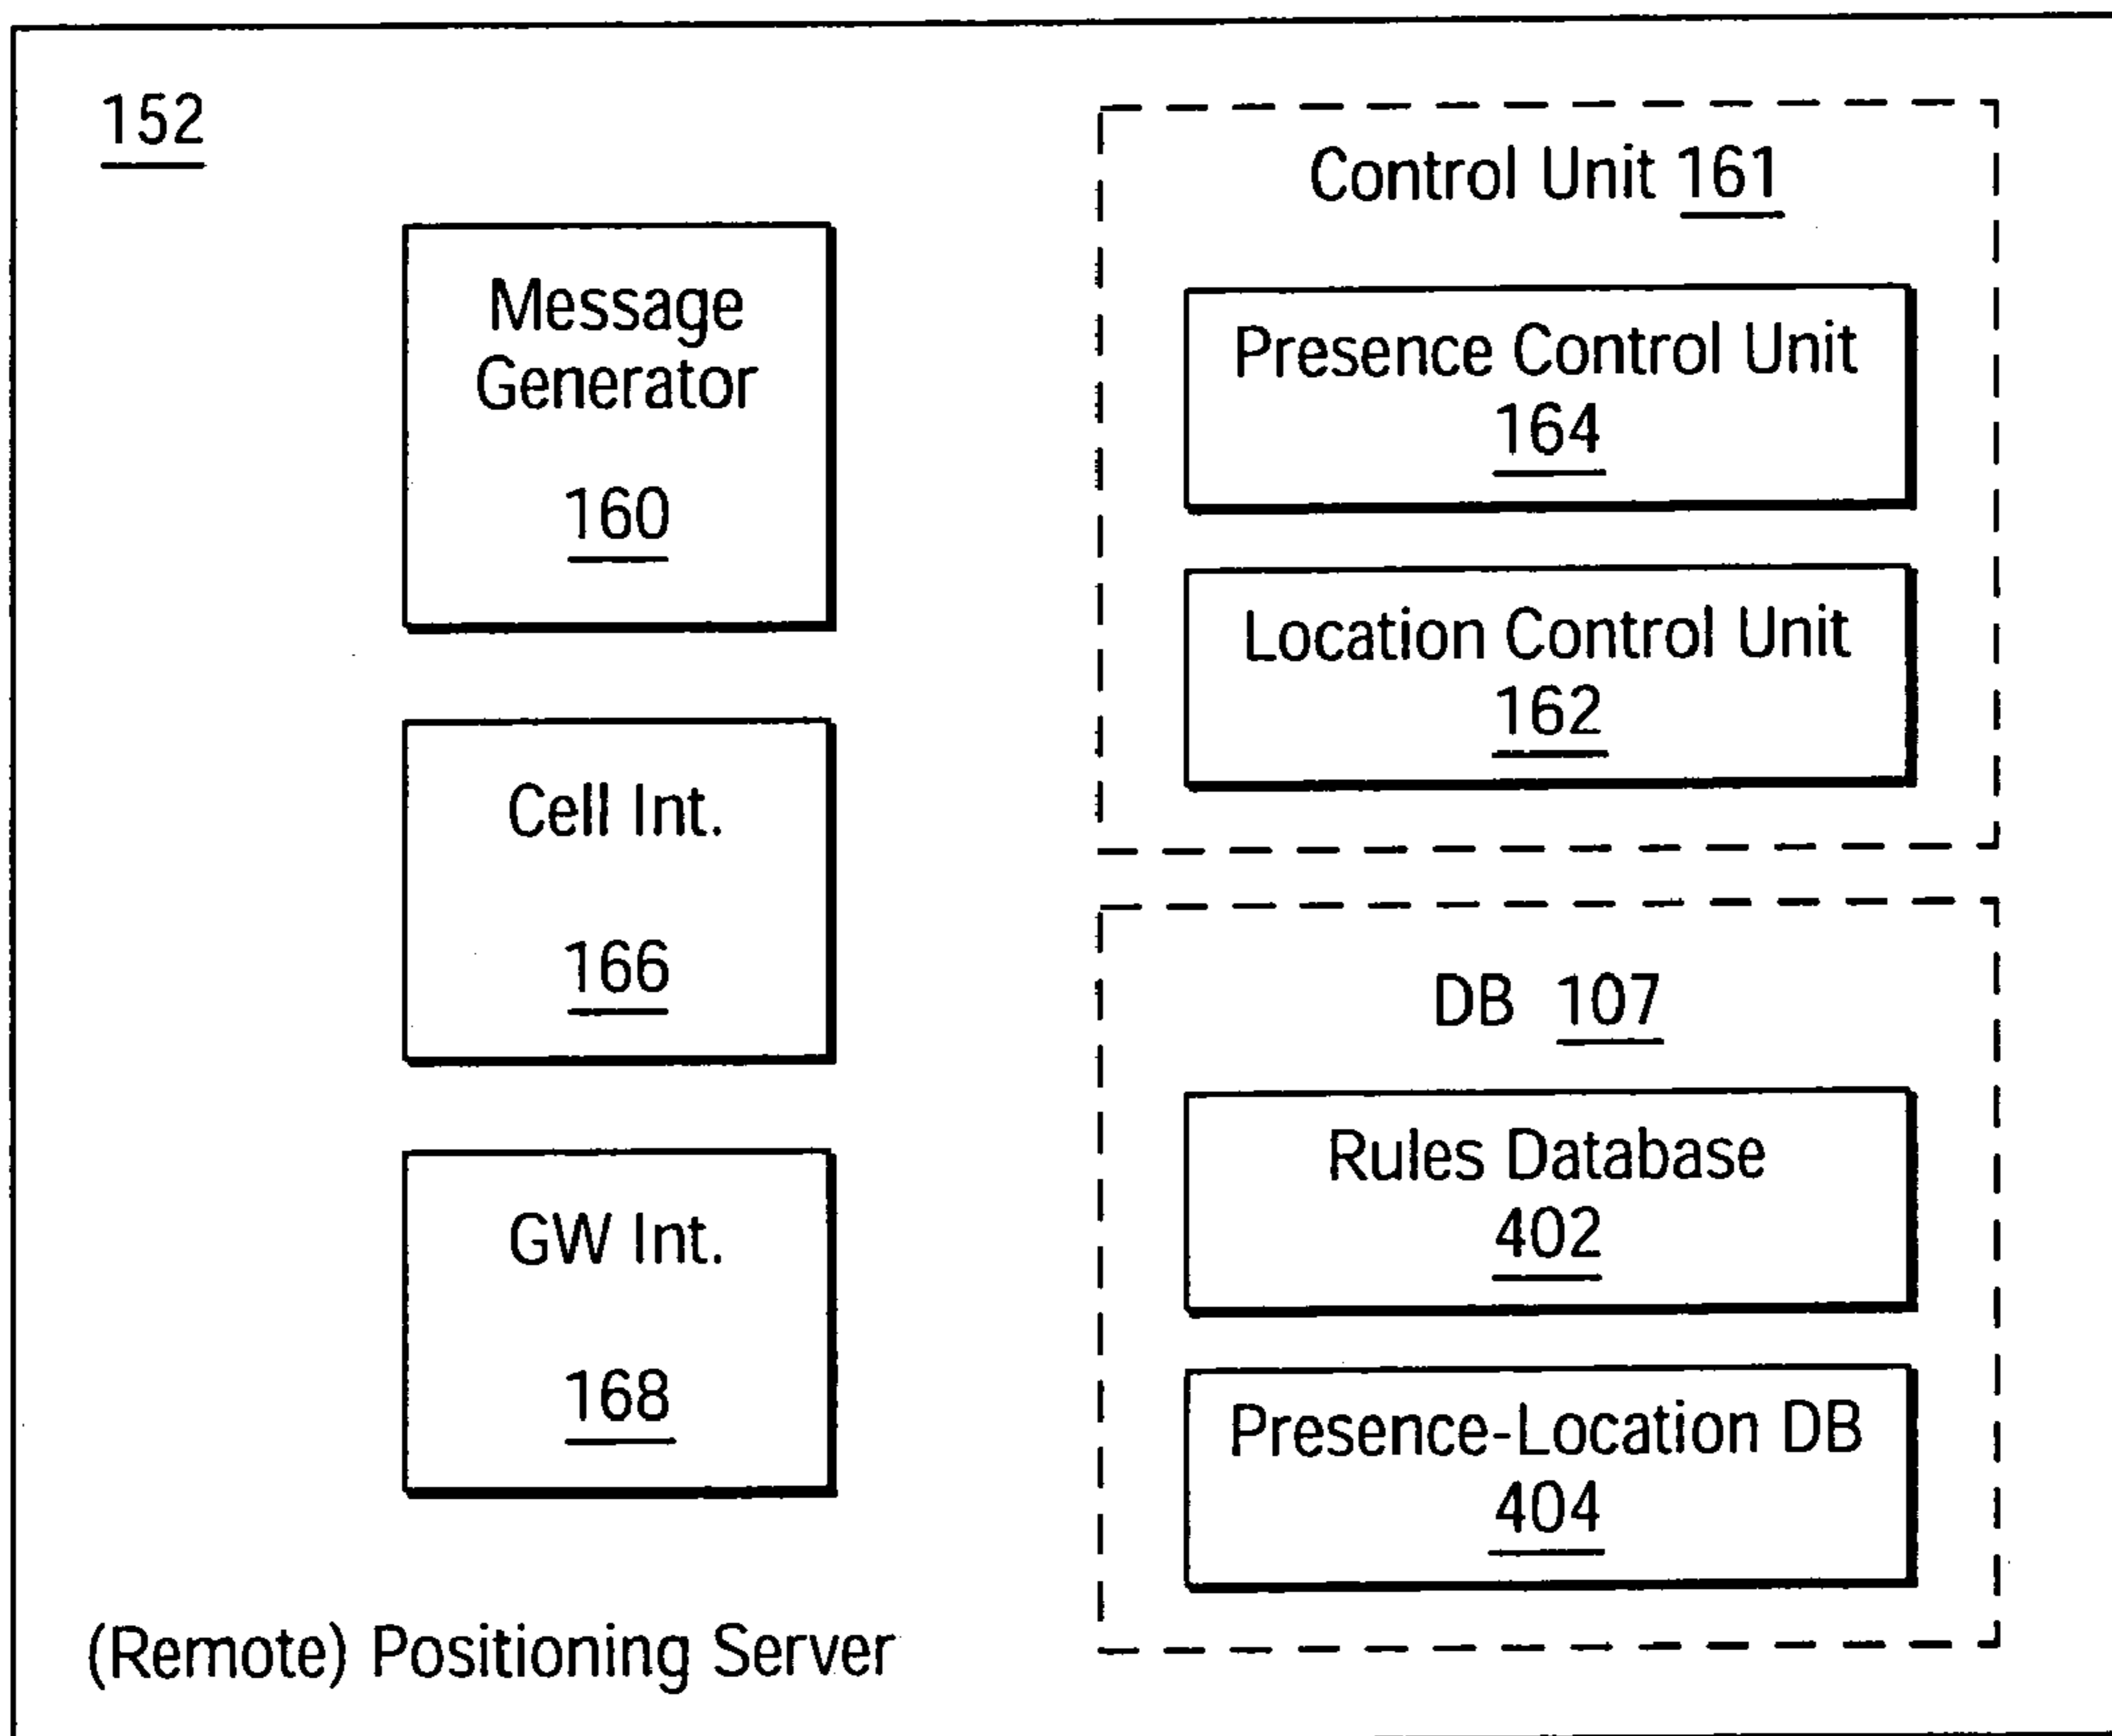 152
Message
Generator
160
Cell Int.
166
GW Int.
168
(Remote) Positioning Server
Control Unit 161
Presence Control Unit
164
Location Control Unit
162
DB 107
Rules Database
402
Presence-Location DB
404